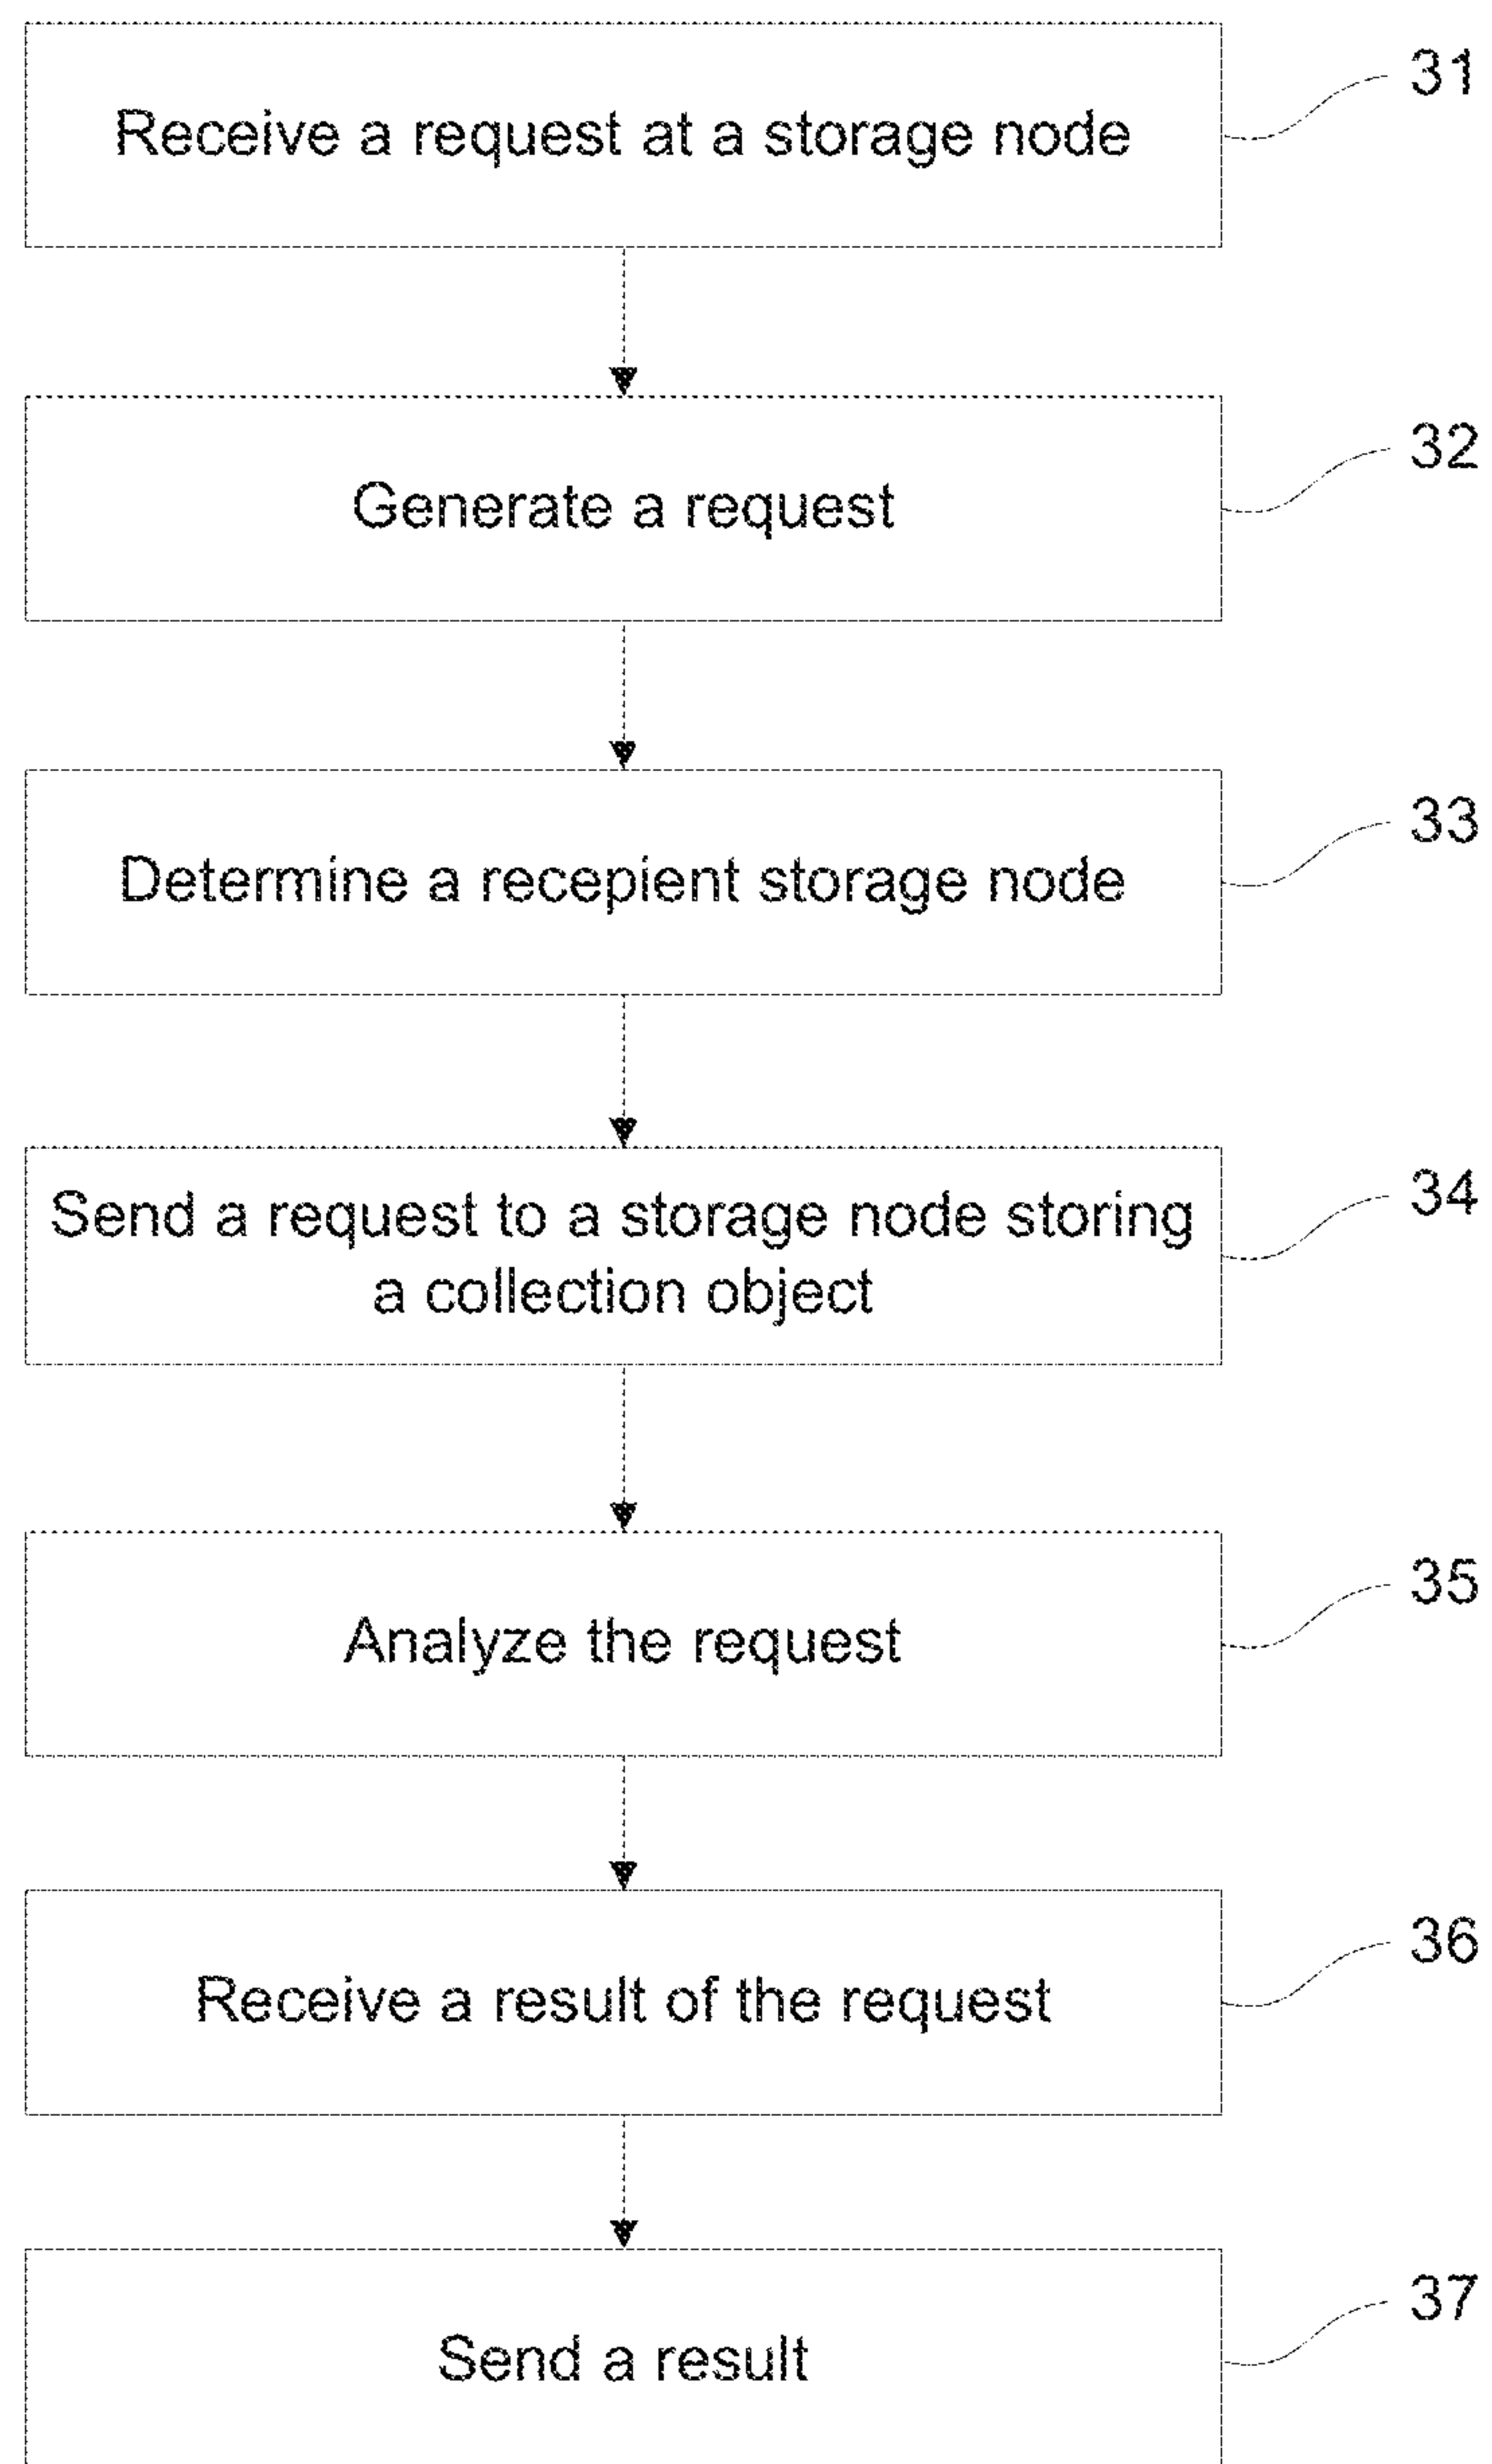 Receive a request at a storage node
31
Generate a request
32
Determine a recepient storage node
33
Send a request to a storage node storing
a collection object
34
Analyze the request
35
Receive a result of the request
36
Send a result
37